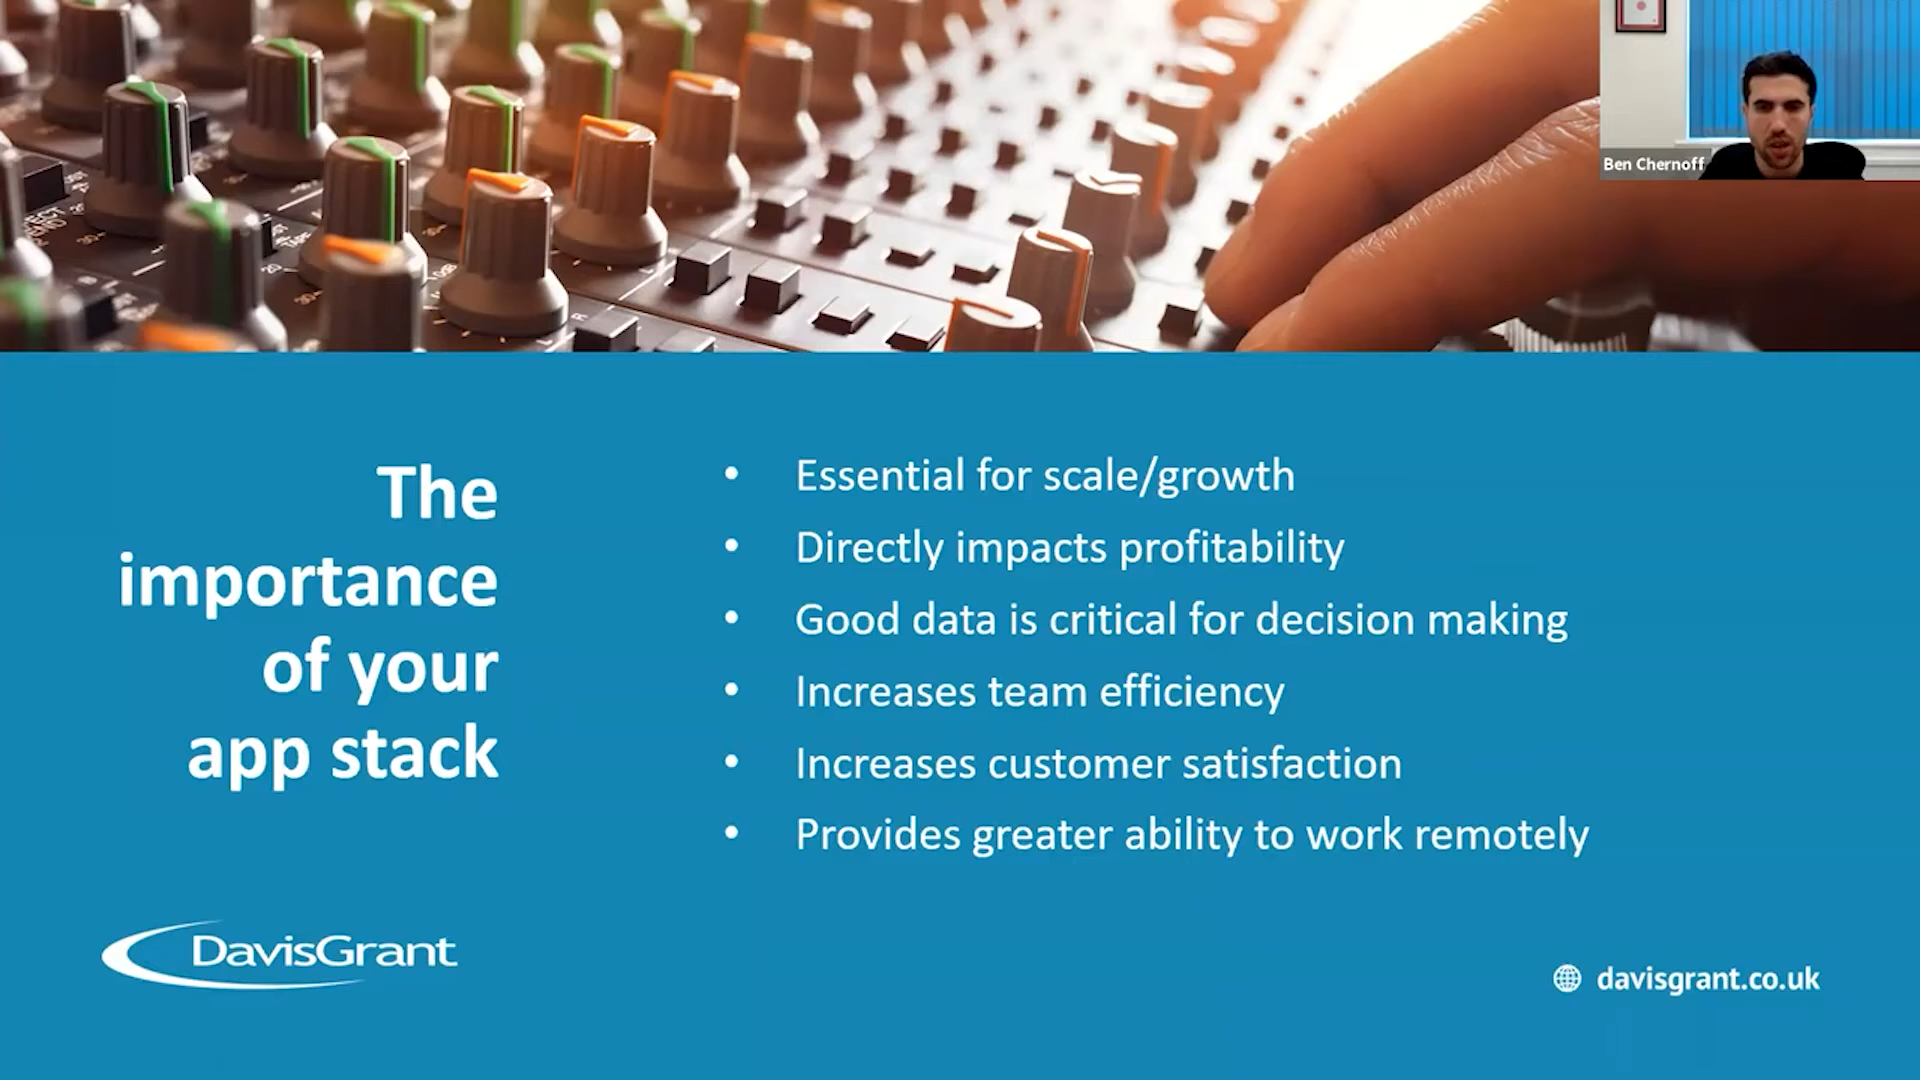 Ben Chernoff
The
importance
of your
app stack
• Essential for scale/growth
• Directly impacts profitability
• Good data is critical for decision making
• Increases team efficiency
• Increases customer satisfaction
• Provides greater ability to work remotely
DavisGrant
davisgrant.co.uk